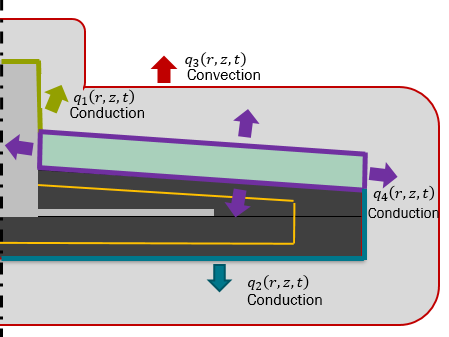 q₃(r, z, t)
Convection
q₁(r, z, t)
Conduction
q₄(r, z, t)
Conduction
q₂(r, z, t)
Conduction